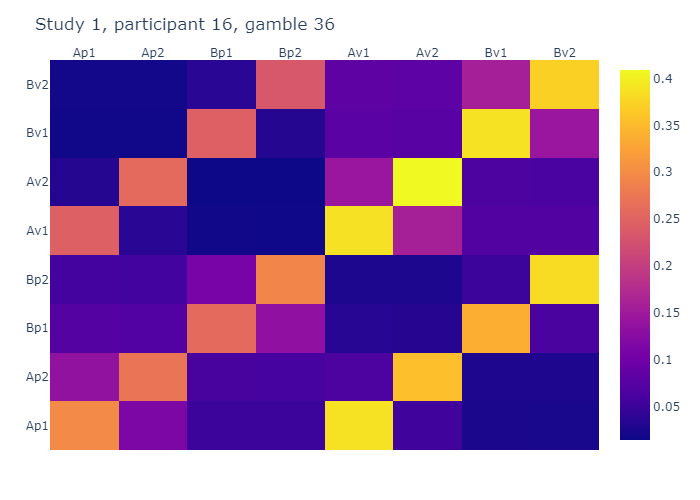 Study 1, participant 16, gamble 36
Ap1 Ap2 Bp1 Bp2 Av1 Av2 Bv1 Bv2
Bv2
Bv1
Av2
Av1
Bp2
Bp1
Ap2
Ap1
0.4
0.35
0.3
0.25
0.2
0.15
0.1
0.05